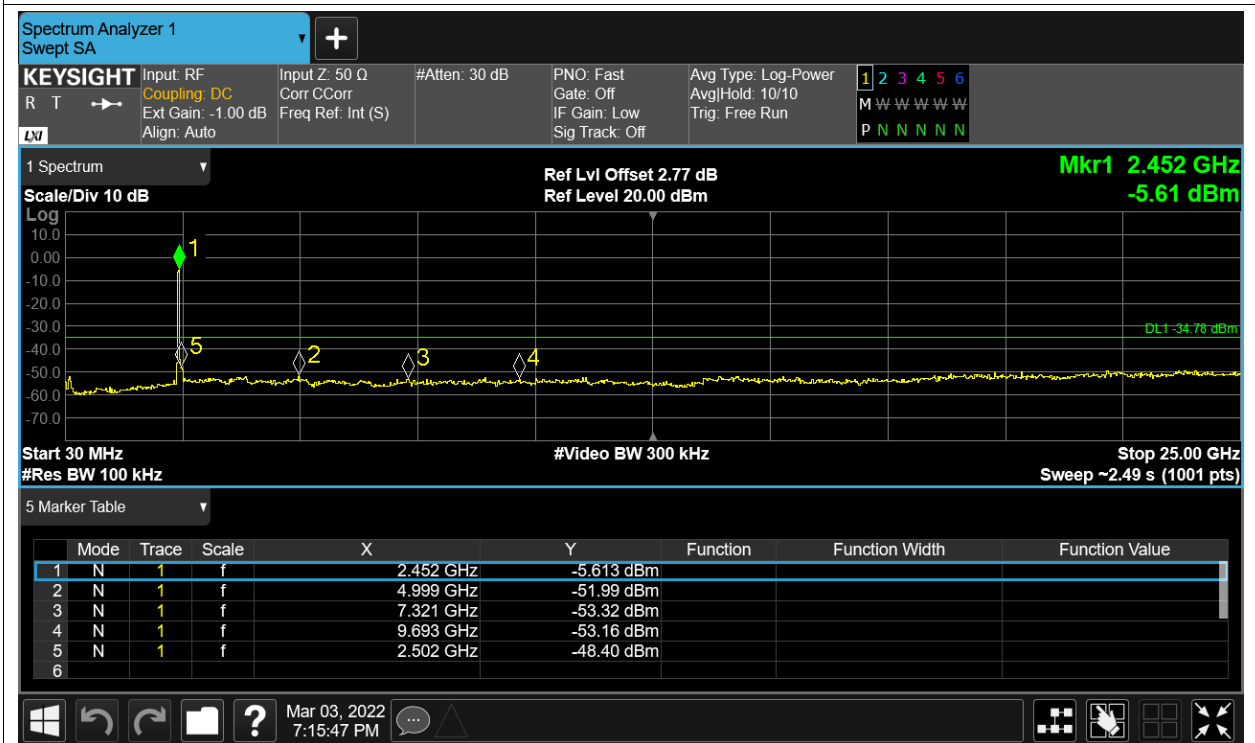 Spectrum Analyzer 1
Swept SA
+
KEYSIGHT
R T
LXI
Input: RF
Coupling: DC
Ext Gain: -1.00 dB
Align: Auto
Input Z: 50 Ω
Corr CCorr
Freq Ref: Int (S)
#Atten: 30 dB
PNO: Fast
Gate: Off
IF Gain: Low
Sig Track: Off
Avg Type: Log-Power
Avg|Hold: 10/10
Trig: Free Run
1 2 3 4 5 6
M W W W W W
P N N N N N
1 Spectrum
Scale/Div 10 dB
Ref Lvl Offset 2.77 dB
Ref Level 20.00 dBm
Mkr1 2.452 GHz
-5.61 dBm
Log
10.0
0.00
-10.0
-20.0
-30.0
-40.0
-50.0
-60.0
-70.0
1
5
2
3
4
DL1 -34.78 dBm
Start 30 MHz
#Res BW 100 kHz
#Video BW 300 kHz
Stop 25.00 GHz
Sweep ~2.49 s (1001 pts)
5 Marker Table
Mode Trace Scale X Y Function Function Width Function Value
1 N 1 f 2.452 GHz -5.613 dBm
2 N 1 f 4.999 GHz -51.99 dBm
3 N 1 f 7.321 GHz -53.32 dBm
4 N 1 f 9.693 GHz -53.16 dBm
5 N 1 f 2.502 GHz -48.40 dBm
6
?
Mar 03, 2022
7:15:47 PM